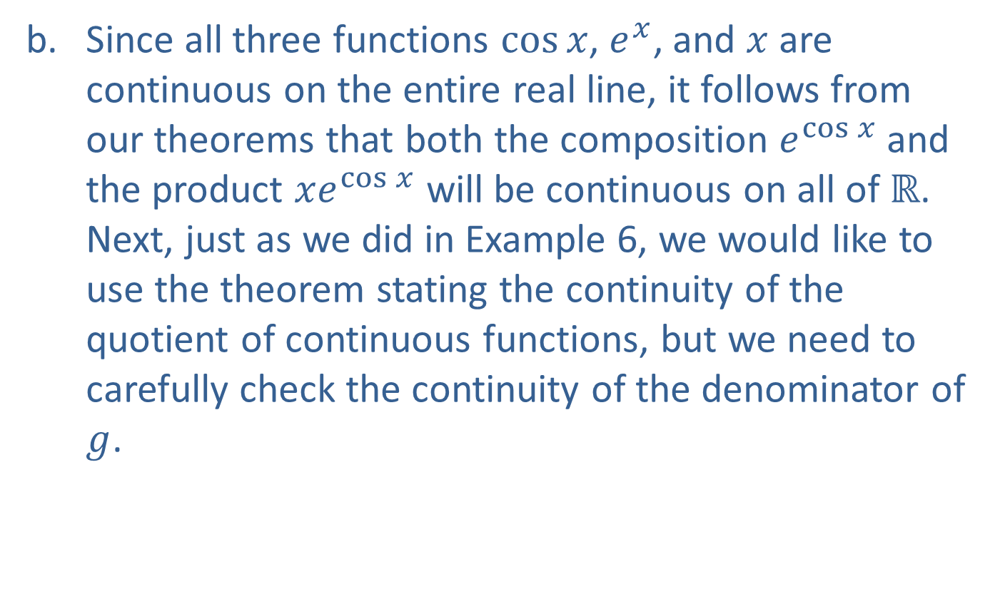 b. Since all three functions cos x, eˣ, and x are
continuous on the entire real line, it follows from
our theorems that both the composition e^{cos x} and
the product xe^{cos x} will be continuous on all of ℝ.
Next, just as we did in Example 6, we would like to
use the theorem stating the continuity of the
quotient of continuous functions, but we need to
carefully check the continuity of the denominator of
g.